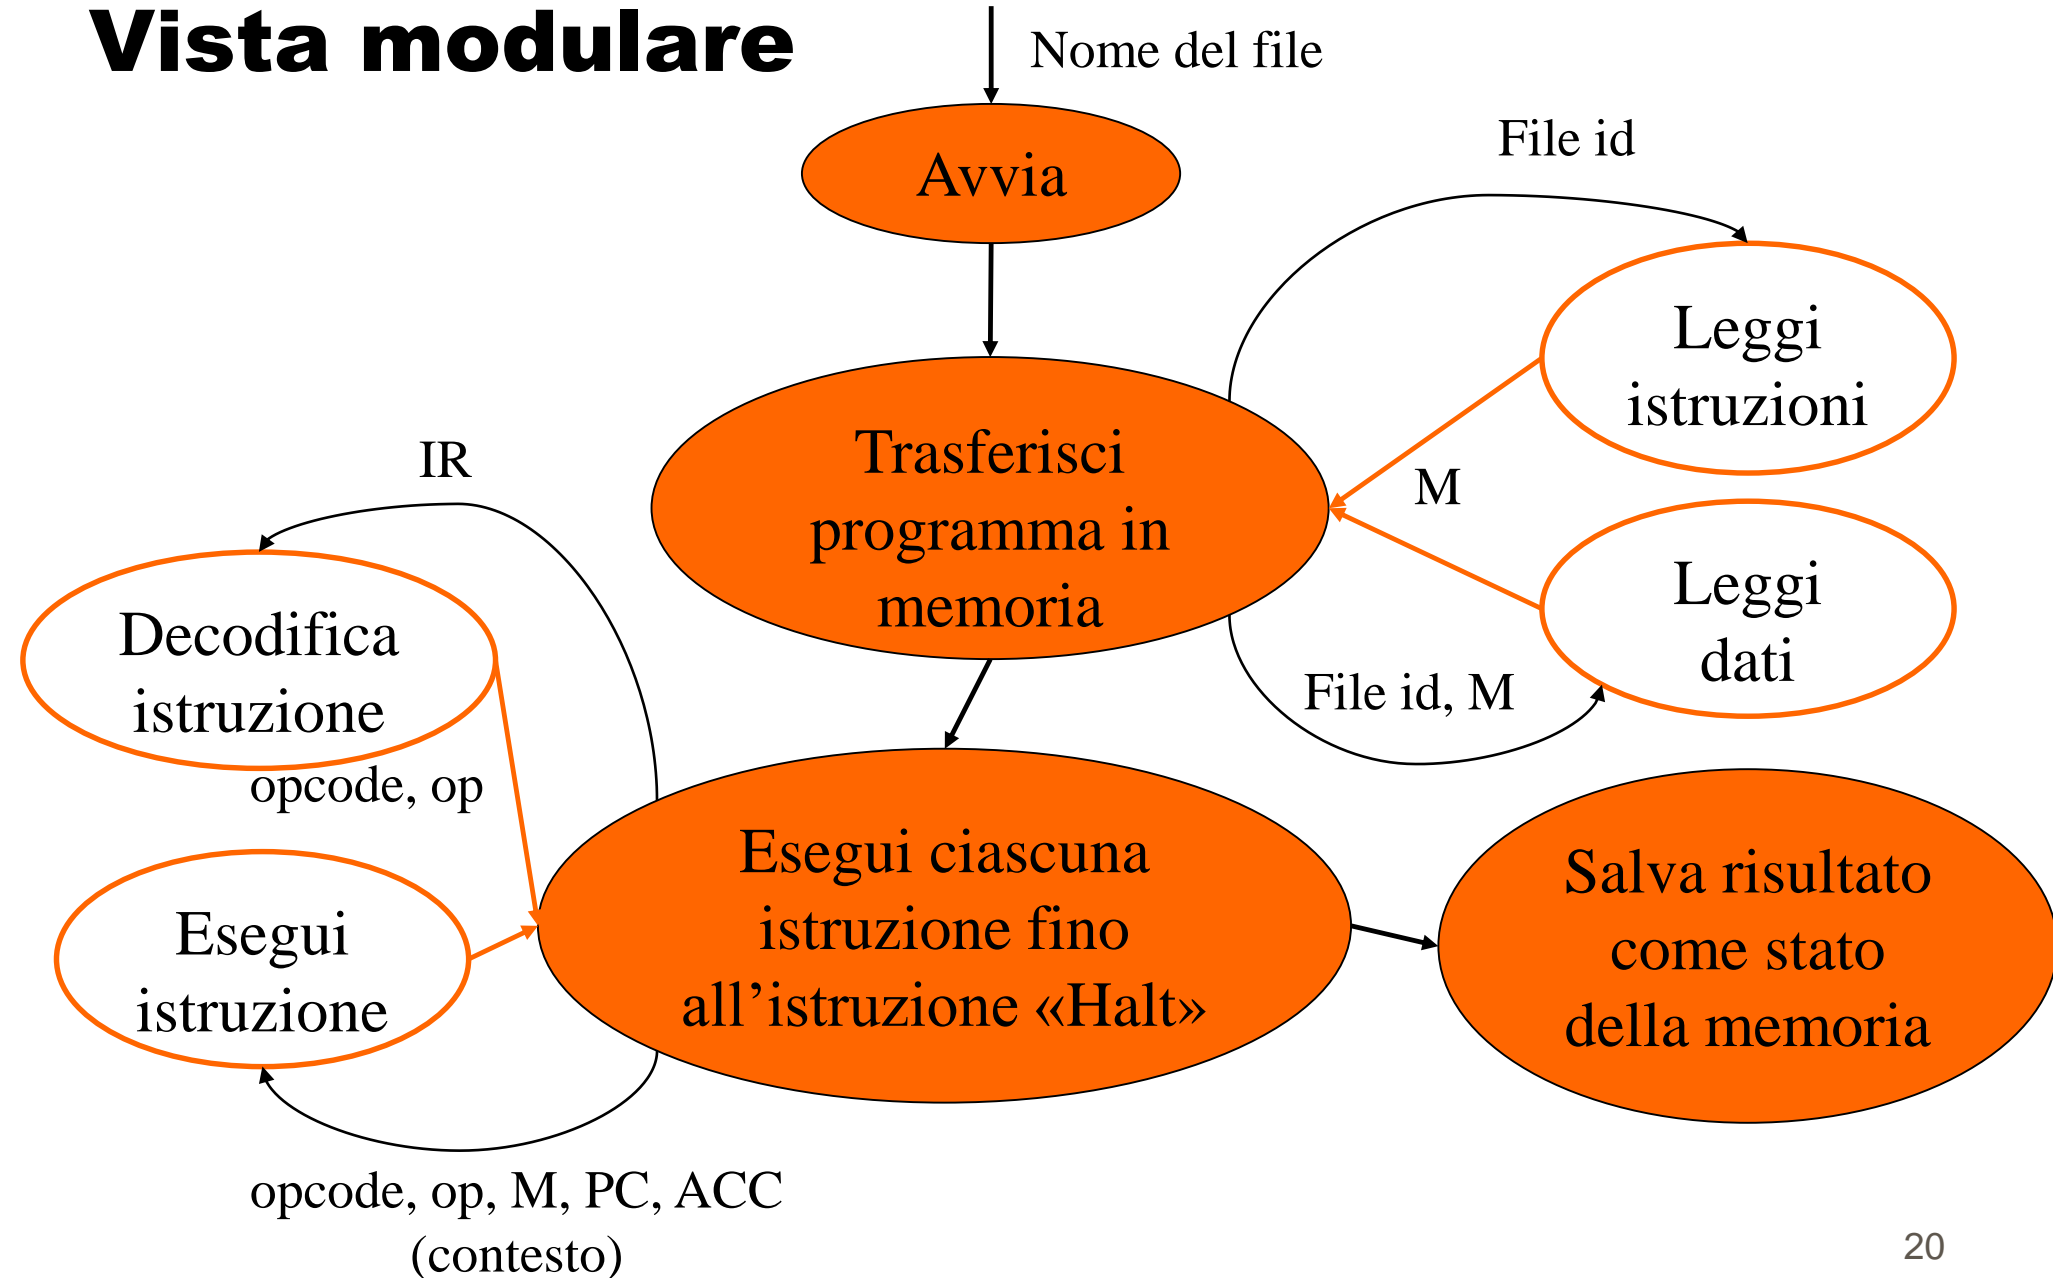 Vista modulare
Nome del file
Avvia
File id
Leggi
istruzioni
Trasferisci
programma in
memoria
M
IR
Leggi
dati
Decodifica
istruzione
File id, M
opcode, op
Esegui ciascuna
istruzione fino
all’istruzione «Halt»
Salva risultato
come stato
della memoria
Esegui
istruzione
opcode, op, M, PC, ACC
(contesto)
20